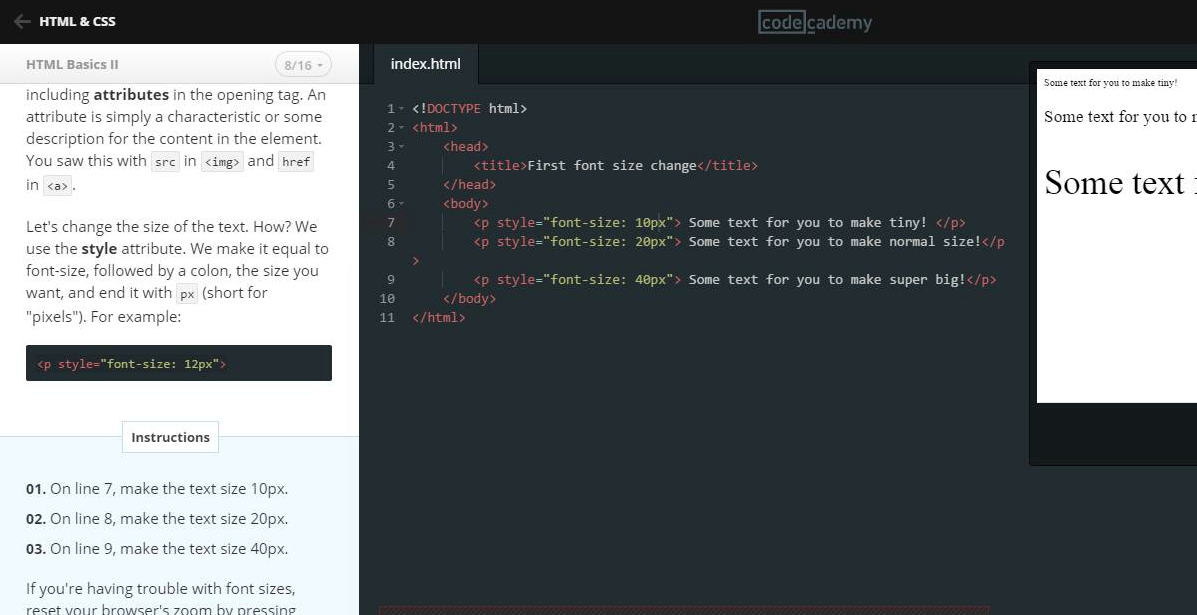 HTML & CSS
codecademy
HTML Basics II
8/16
including attributes in the opening tag. An
attribute is simply a characteristic or some
description for the content in the element.
You saw this with src in <img> and href
in <a>.
Let's change the size of the text. How? We
use the style attribute. We make it equal to
font-size, followed by a colon, the size you
want, and end it with px (short for
"pixels"). For example:
<p style="font-size: 12px">
Instructions
01. On line 7, make the text size 10px.
02. On line 8, make the text size 20px.
03. On line 9, make the text size 40px.
If you're having trouble with font sizes,
reset your browser's zoom by pressing
index.html
1 <!DOCTYPE html>
2 <html>
3 <head>
4 <title>First font size change</title>
5 </head>
6 <body>
7 <p style="font-size: 10px"> Some text for you to make tiny! </p>
8 <p style="font-size: 20px"> Some text for you to make normal size!</p
>
9 <p style="font-size: 40px"> Some text for you to make super big!</p>
10 </body>
11 </html>
Some text for you to make tiny!
Some text for you to
Some text